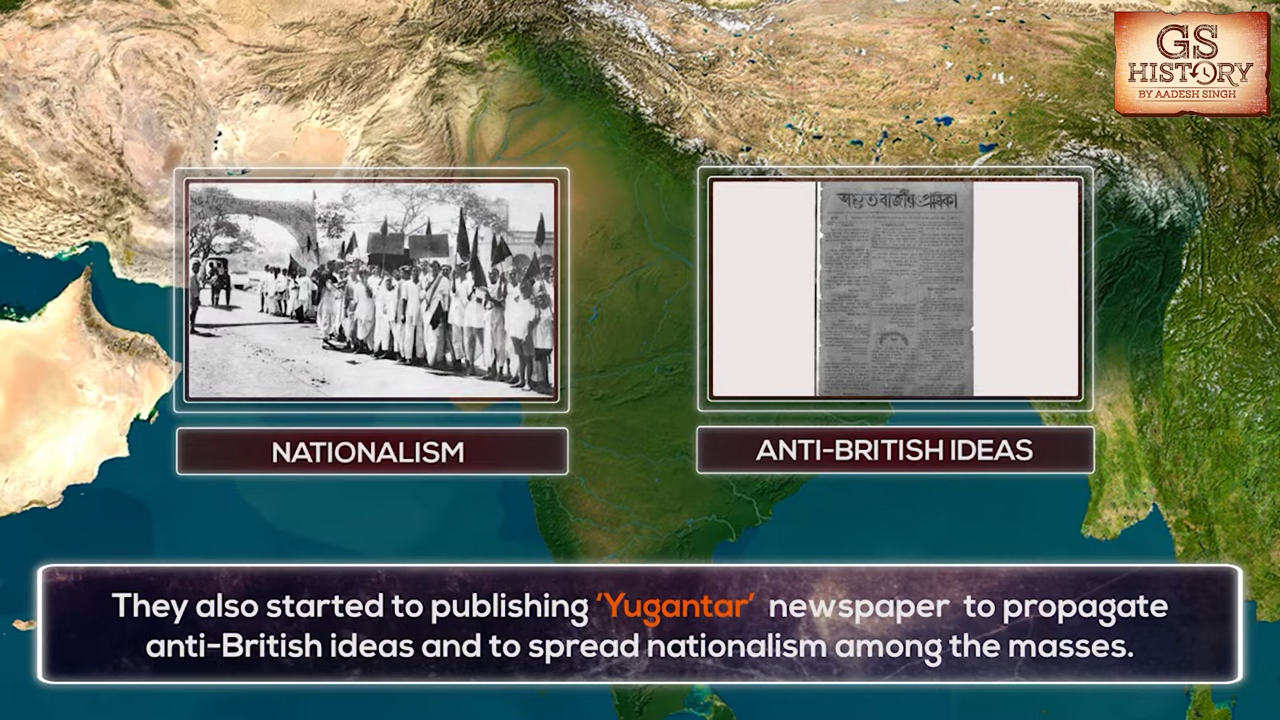 GS
HISTORY
BY AADESH SINGH
অমৃতবাজার পত্রিকা
NATIONALISM
ANTI-BRITISH IDEAS
They also started to publishing ‘Yugantar’ newspaper to propagate
anti-British ideas and to spread nationalism among the masses.